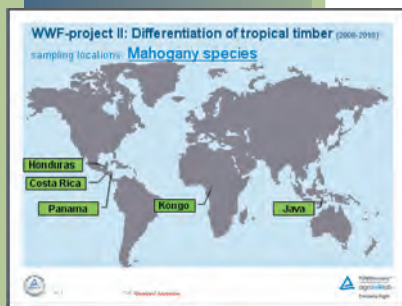 WWF-project II: Differentiation of tropical timber (2008-2010)
sampling locations: Mahogany species
Honduras
Costa Rica
Panama
Kongo
Java